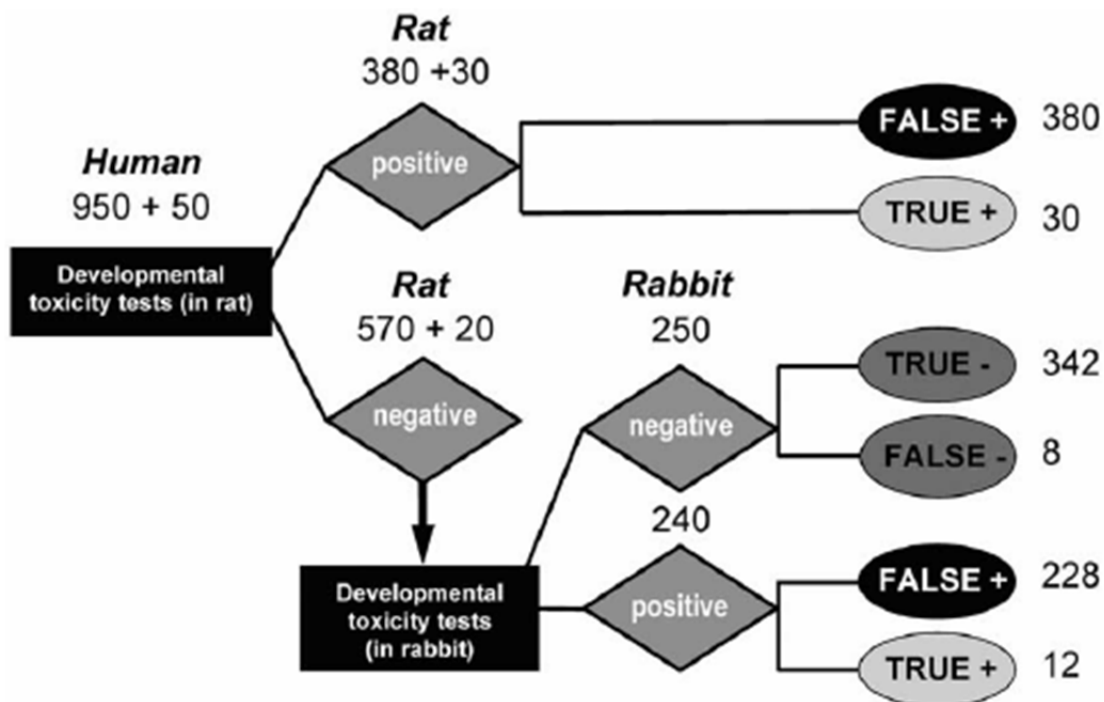 Rat
380 +30
positive
FALSE + 380
TRUE + 30
Human
950 + 50
Developmental
toxicity tests (in rat)
Rat
570 + 20
negative
Rabbit
250
negative
TRUE - 342
FALSE - 8
240
positive
Developmental
toxicity tests
(in rabbit)
FALSE + 228
TRUE + 12